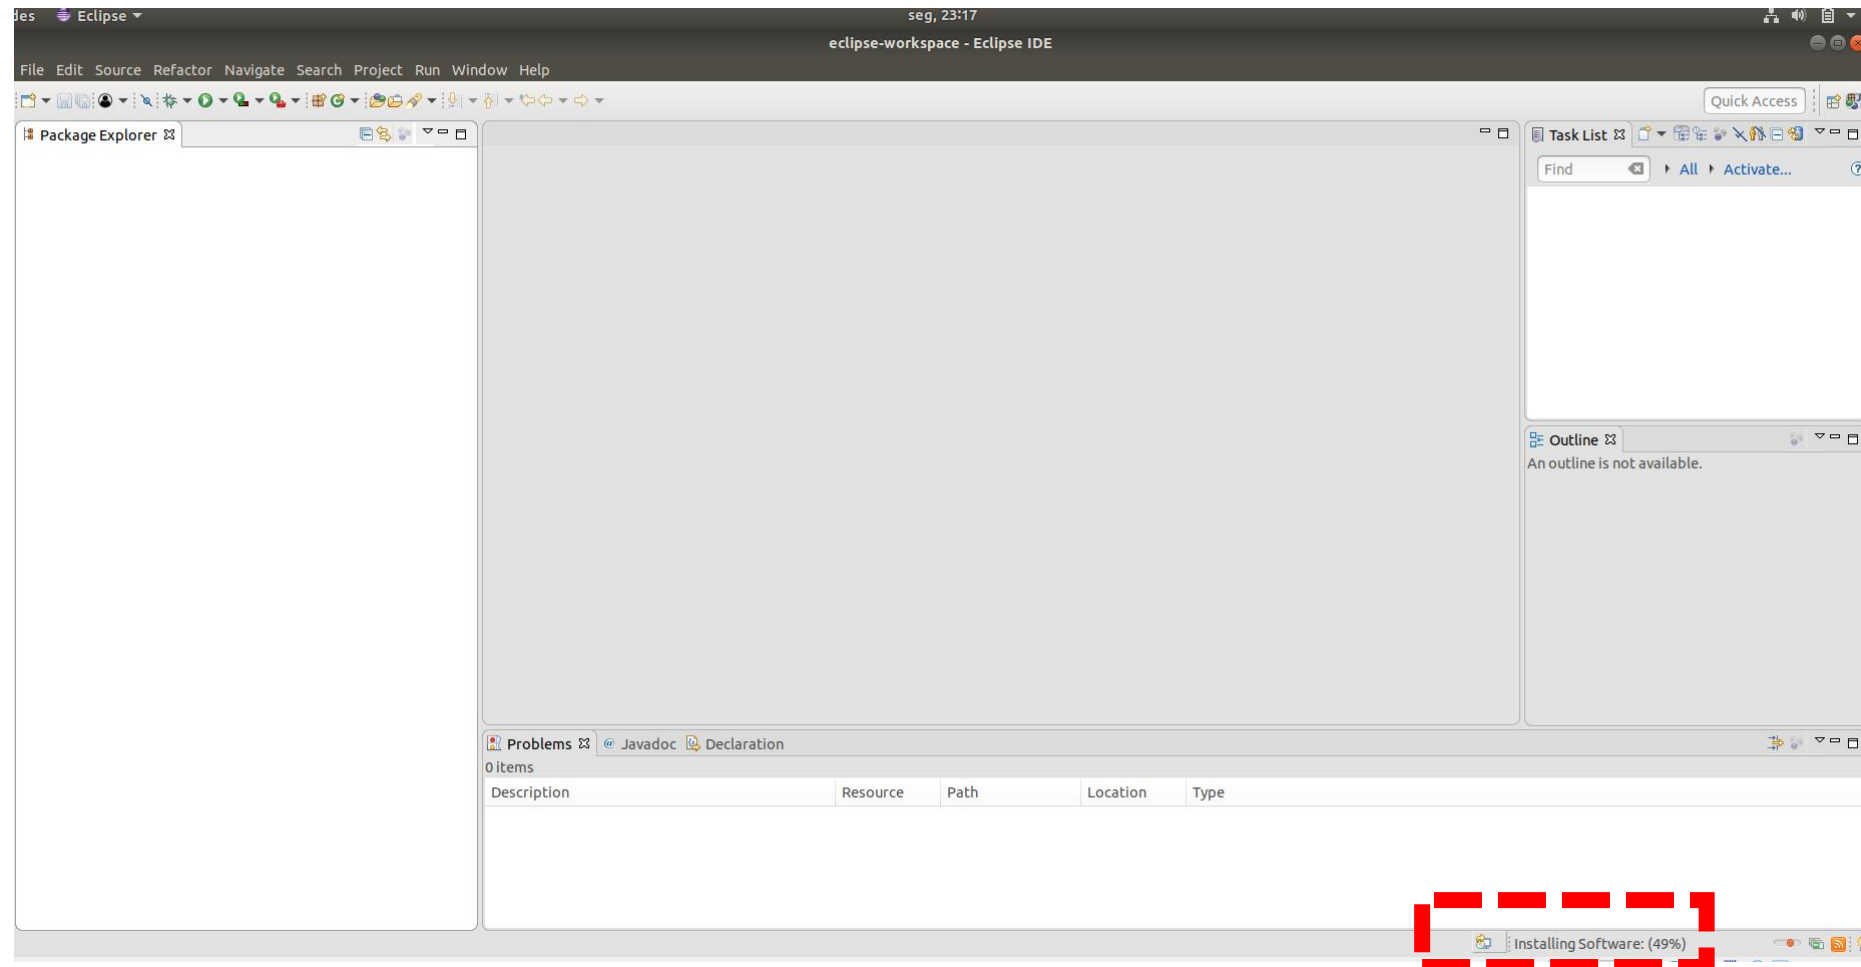 des Eclipse seg, 23:17
eclipse-workspace - Eclipse IDE
File Edit Source Refactor Navigate Search Project Run Window Help
Quick Access
Package Explorer
Task List
Find All Activate...
Outline
An outline is not available.
Problems Javadoc Declaration
0 items
Description Resource Path Location Type
Installing Software: (49%)